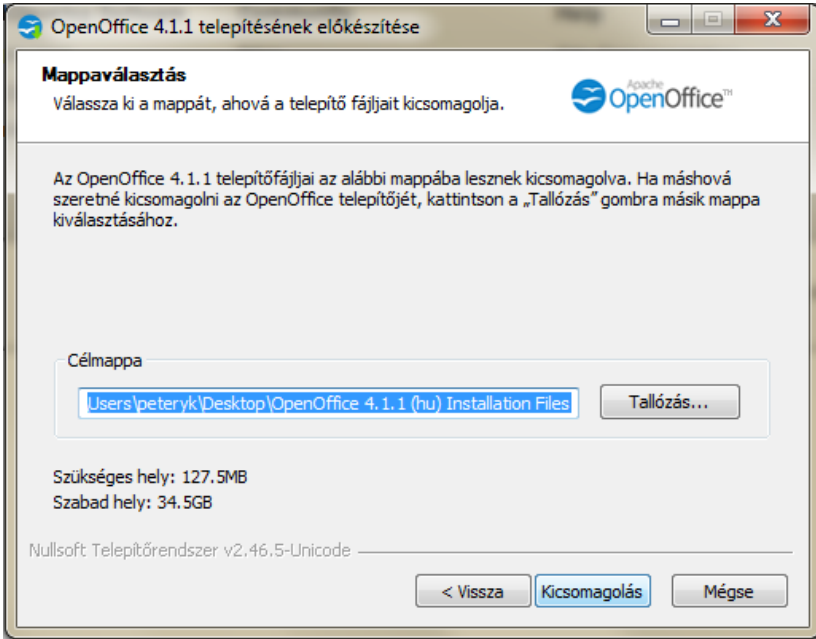 OpenOffice 4.1.1 telepítésének előkészítése
Mappaválasztás
Válassza ki a mappát, ahová a telepítő fájljait kicsomagolja.
Apache
OpenOffice™
Az OpenOffice 4.1.1 telepítőfájljai az alábbi mappába lesznek kicsomagolva. Ha máshová
szeretné kicsomagolni az OpenOffice telepítőjét, kattintson a „Tallózás” gombra másik mappa
kiválasztásához.
Célmappa
Users\peteryk\Desktop\OpenOffice 4.1.1 (hu) Installation Files
Tallózás...
Szükséges hely: 127.5MB
Szabad hely: 34.5GB
Nullsoft Telepítőrendszer v2.46.5-Unicode
< Vissza
Kicsomagolás
Mégse